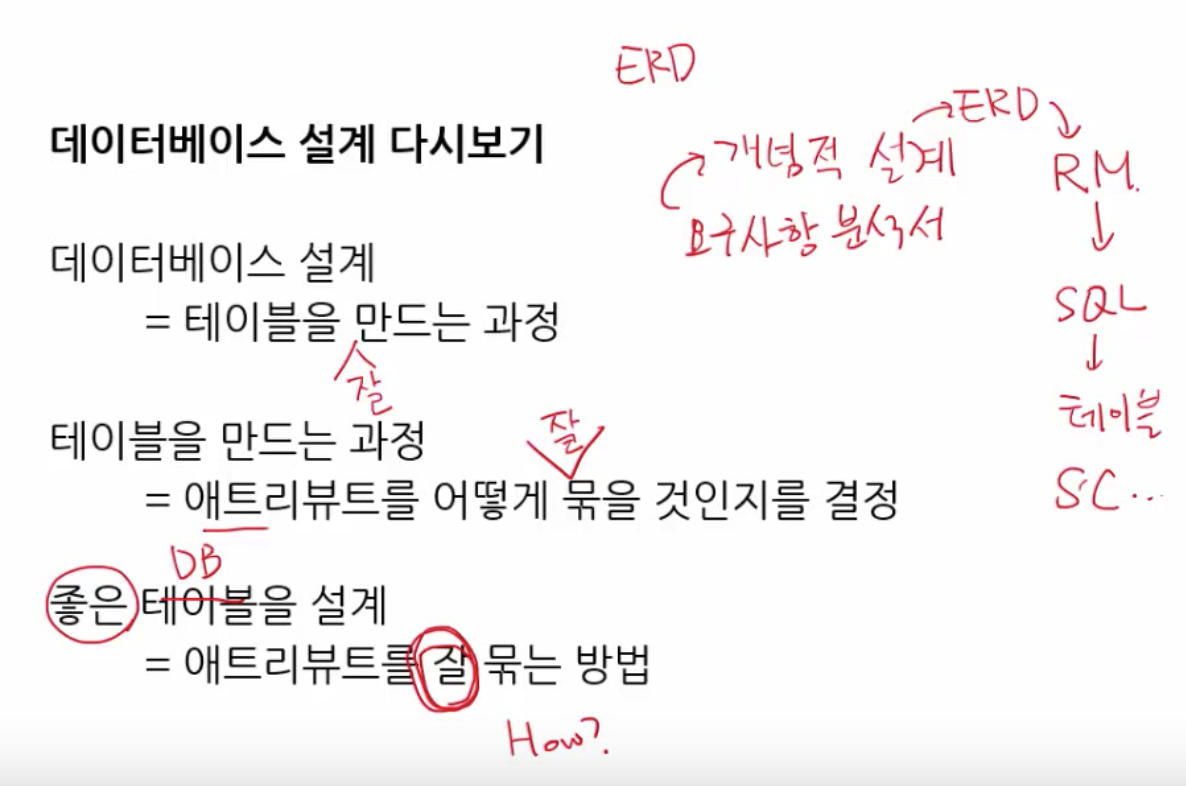 ERD
ERD
데이터베이스 설계 다시보기
개념적 설계
RM.
요구사항 분석서
데이터베이스 설계
= 테이블을 만드는 과정
잘
SQL
테이블
잘
테이블을 만드는 과정
= 애트리뷰트를 어떻게 묶을 것인지를 결정
SC...
DB
좋은 테이블을 설계
= 애트리뷰트를 잘 묶는 방법
How?